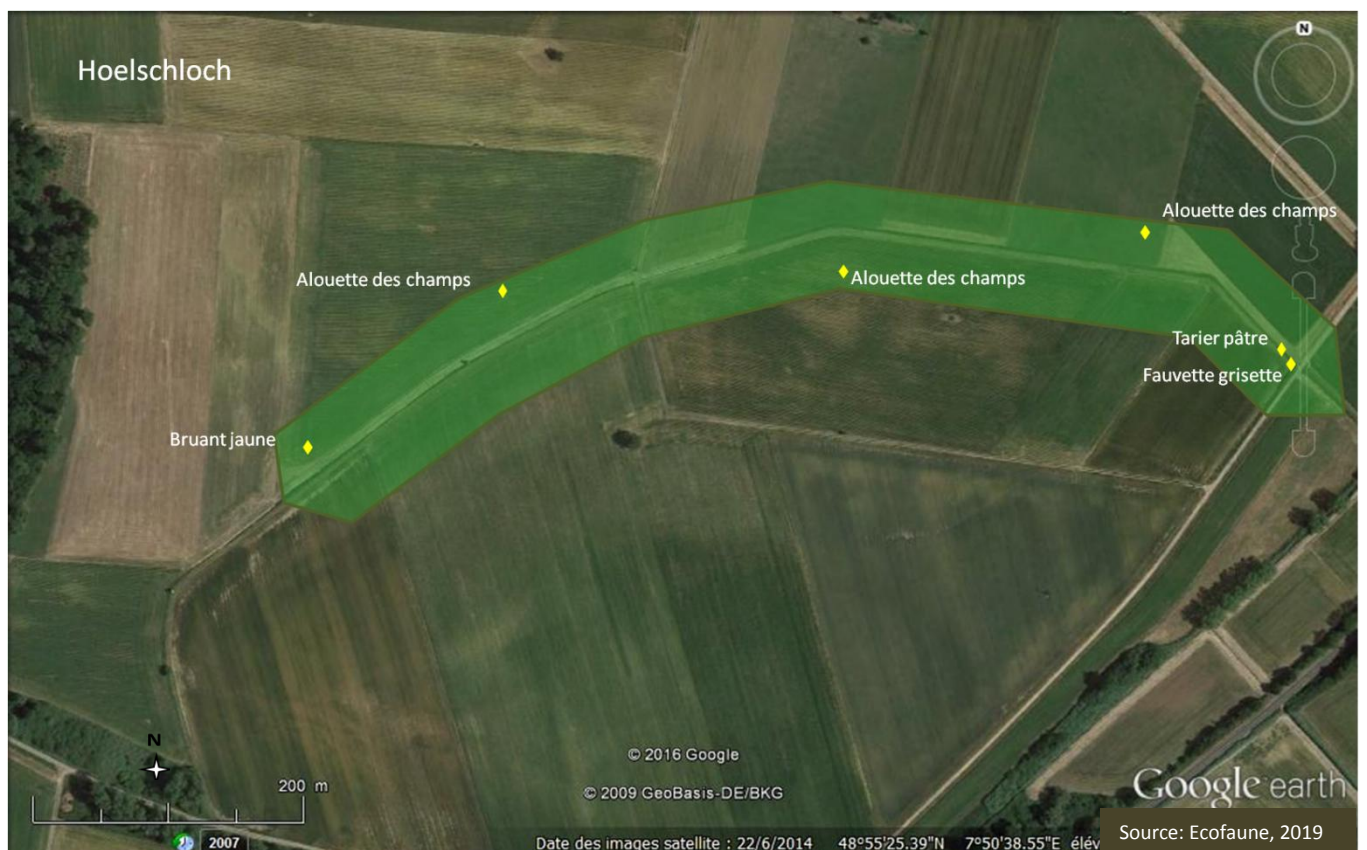 N
Hoelschloch
Alouette des champs
Alouette des champs
Alouette des champs
Tarier pâtre
Fauvette grisette
Bruant jaune
N
200 m
© 2016 Google
© 2009 GeoBasis-DE/BKG
Google earth
2007
Date des images satellite : 22/6/2014 48°55'25.39"N 7°50'38.55"E élév
Source: Ecofaune, 2019